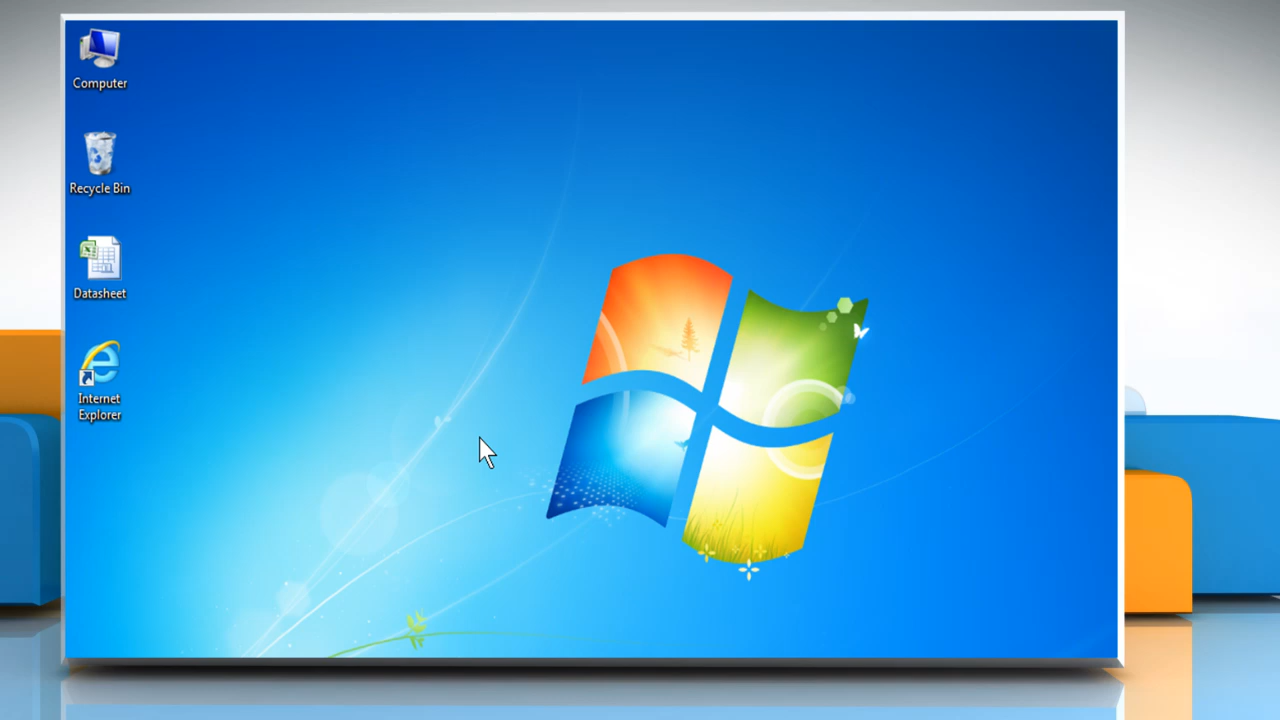 Computer
Recycle Bin
Datasheet
Internet
Explorer